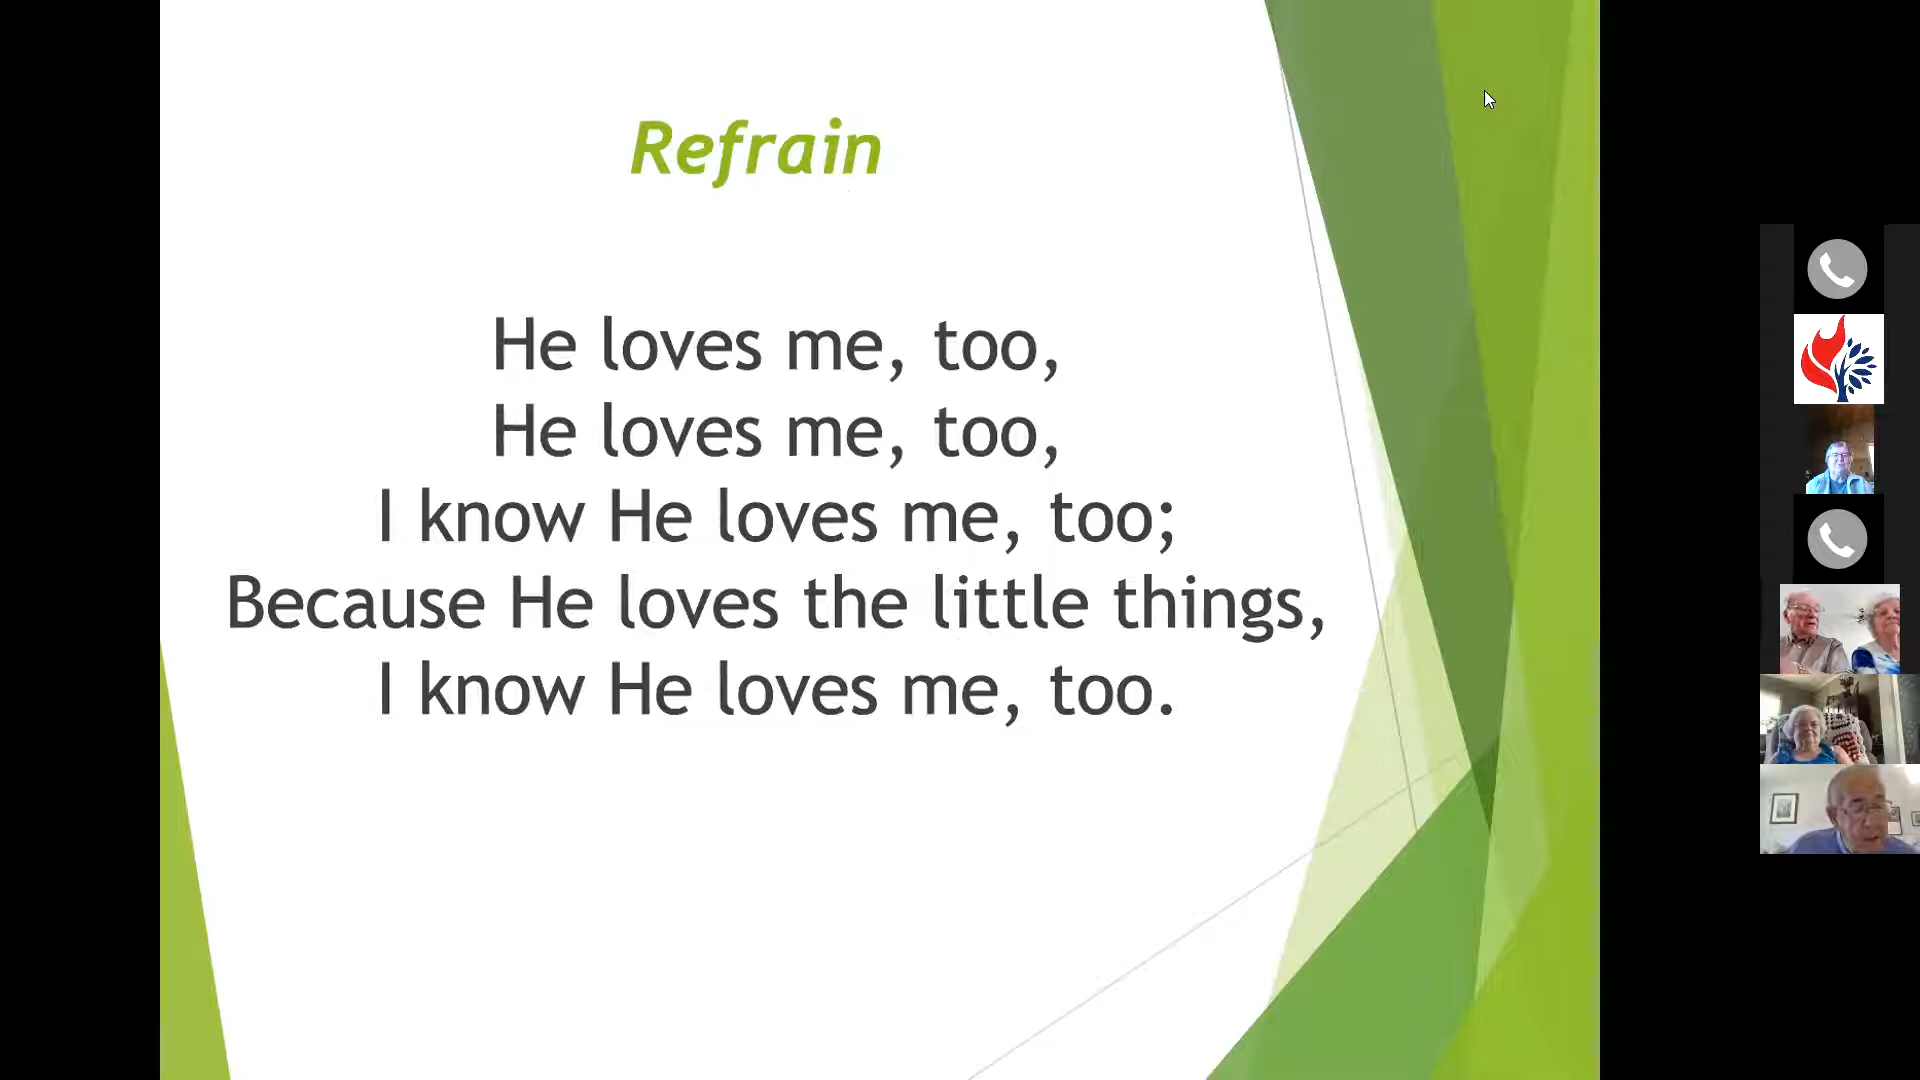 Refrain
He loves me, too,
He loves me, too,
I know He loves me, too;
Because He loves the little things,
I know He loves me, too.